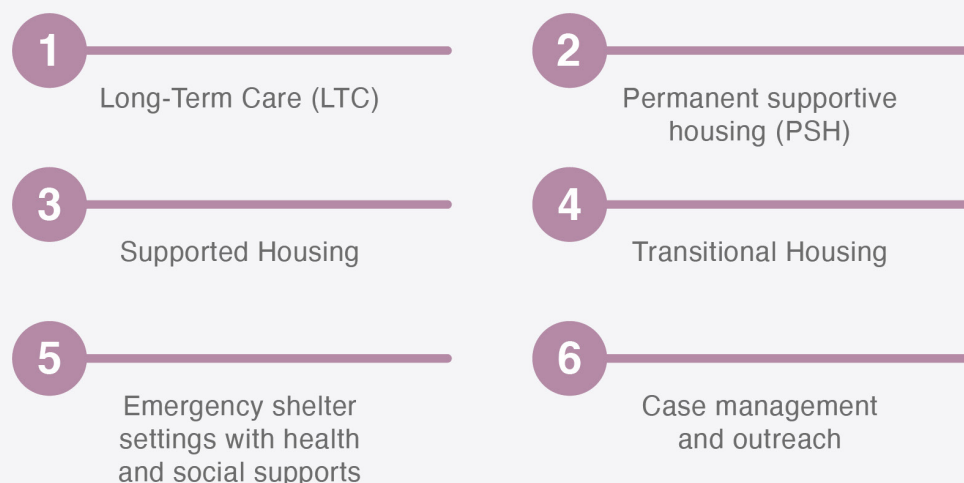 1
Long-Term Care (LTC)
2
Permanent supportive
housing (PSH)
3
Supported Housing
4
Transitional Housing
5
Emergency shelter
settings with health
and social supports
6
Case management
and outreach